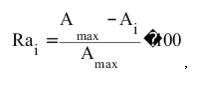 Ra_i = (A_max − A_i) / A_max �100 ,